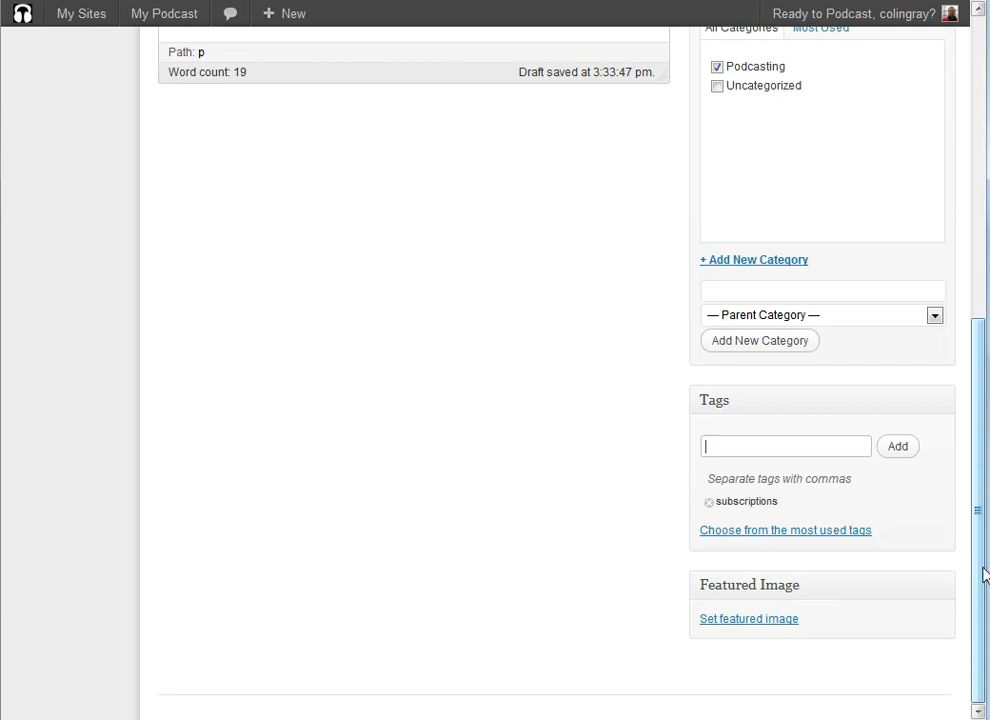 My Sites My Podcast New Ready to Podcast, colingray?
All Categories Most Used
Path: p
Word count: 19 Draft saved at 3:33:47 pm.
Podcasting
Uncategorized
+ Add New Category
— Parent Category —
Add New Category
Tags
Add
Separate tags with commas
subscriptions
Choose from the most used tags
Featured Image
Set featured image